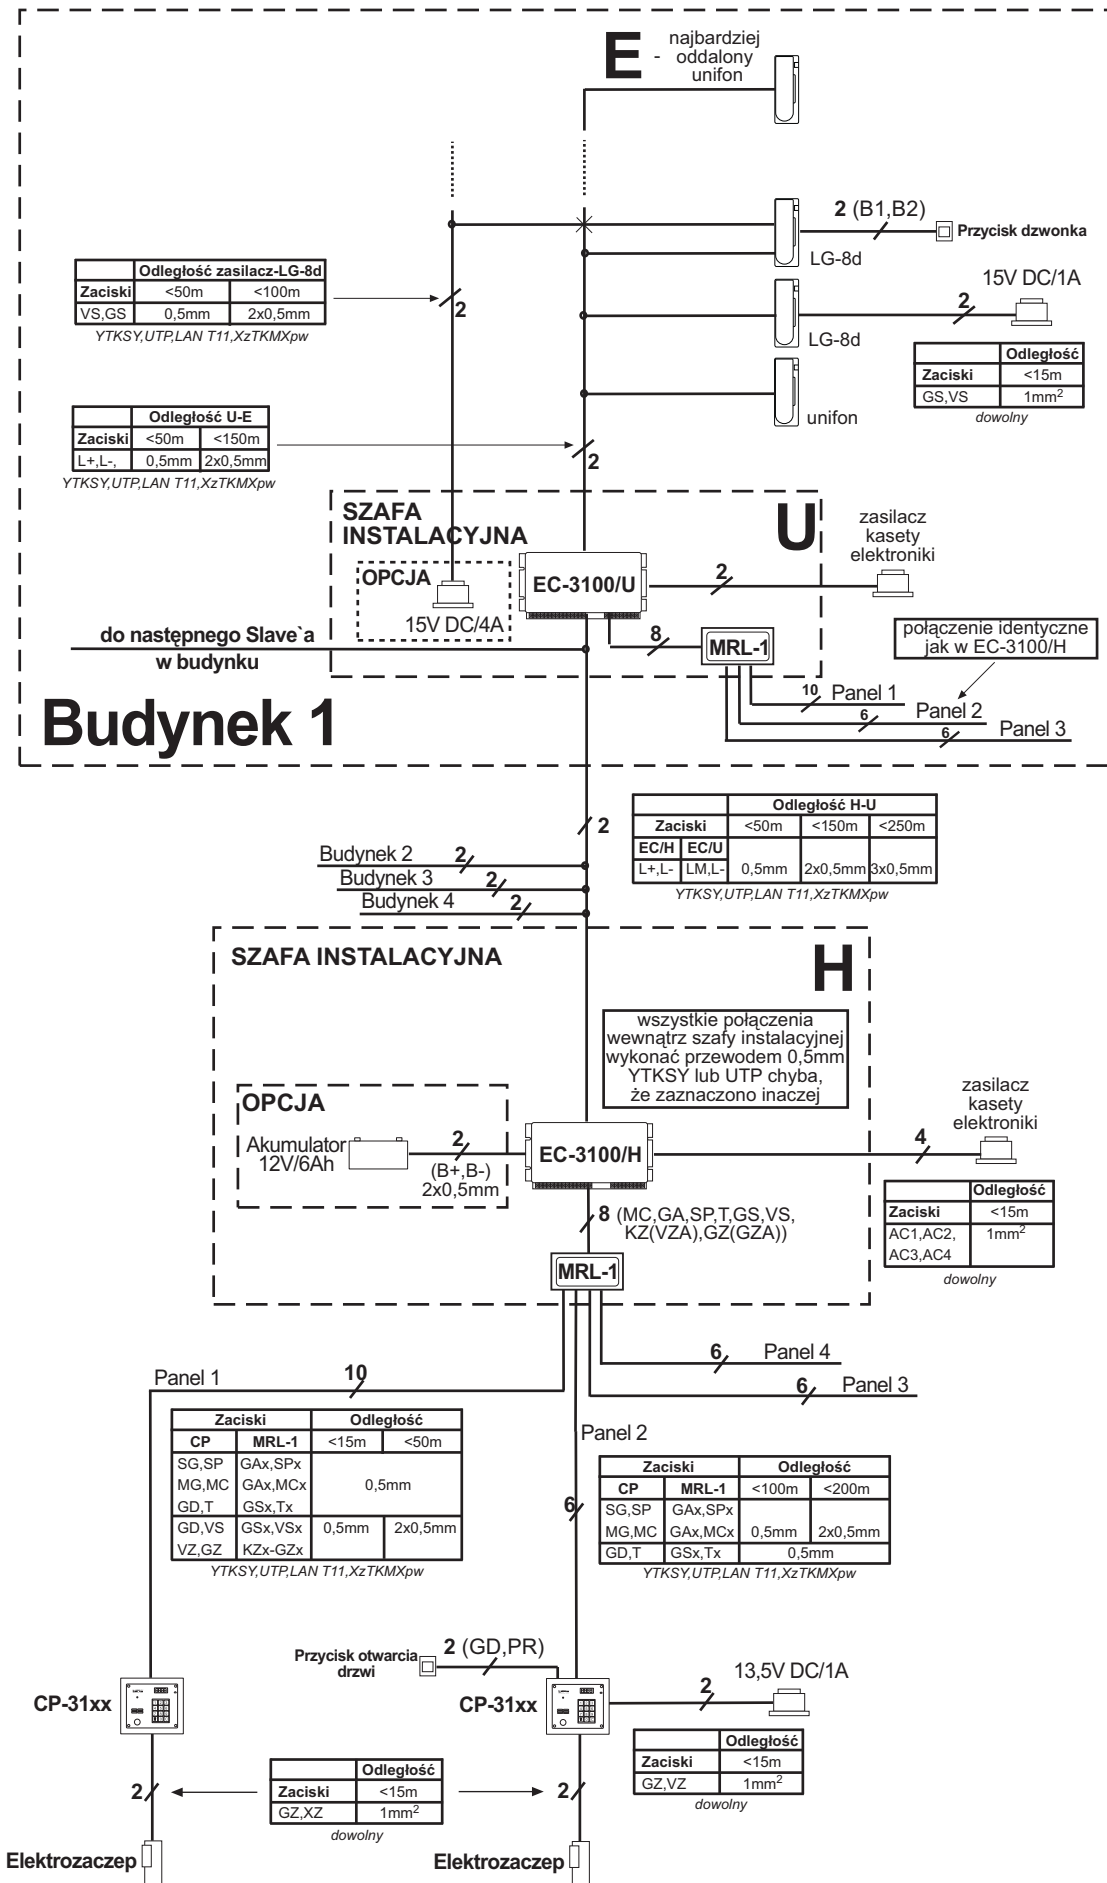 E
- najbardziej
oddalony
unifon
2 (B1,B2)
Przycisk dzwonka
LG-8d
Odległość zasilacz-LG-8d
Zaciski <50m <100m
VS,GS 0,5mm 2x0,5mm
YTKSY,UTP,LAN T11,XzTKMXpw
2
15V DC/1A
2
LG-8d
Odległość
Zaciski <15m
GS,VS 1mm²
dowolny
unifon
Odległość U-E
Zaciski <50m <150m
L+,L-, 0,5mm 2x0,5mm
YTKSY,UTP,LAN T11,XzTKMXpw
2
SZAFA
INSTALACYJNA
U
OPCJA
15V DC/4A
EC-3100/U
2
zasilacz
kasety
elektroniki
8
MRL-1
połączenie identyczne
jak w EC-3100/H
do następnego Slave`a
w budynku
10 Panel 1
6 Panel 2
6 Panel 3
Budynek 1
2
Odległość H-U
Zaciski <50m <150m <250m
EC/H EC/U
L+,L- LM,L- 0,5mm 2x0,5mm 3x0,5mm
YTKSY,UTP,LAN T11,XzTKMXpw
Budynek 2 2
Budynek 3 2
Budynek 4 2
SZAFA INSTALACYJNA
H
wszystkie połączenia
wewnątrz szafy instalacyjnej
wykonać przewodem 0,5mm
YTKSY lub UTP chyba,
że zaznaczono inaczej
OPCJA
Akumulator
12V/6Ah
2
(B+,B-)
2x0,5mm
EC-3100/H
4
zasilacz
kasety
elektroniki
Odległość
Zaciski <15m
AC1,AC2, 1mm²
AC3,AC4
dowolny
8 (MC,GA,SP,T,GS,VS,
KZ(VZA),GZ(GZA))
MRL-1
6 Panel 4
6 Panel 3
Panel 1 10
Zaciski Odległość
CP MRL-1 <15m <50m
SG,SP GAx,SPx
MG,MC GAx,MCx 0,5mm
GD,T GSx,Tx
GD,VS GSx,VSx 0,5mm 2x0,5mm
VZ,GZ KZx-GZx
YTKSY,UTP,LAN T11,XzTKMXpw
Panel 2
6
Zaciski Odległość
CP MRL-1 <100m <200m
SG,SP GAx,SPx
MG,MC GAx,MCx 0,5mm 2x0,5mm
GD,T GSx,Tx 0,5mm
YTKSY,UTP,LAN T11,XzTKMXpw
Przycisk otwarcia
drzwi
2 (GD,PR)
CP-31xx
CP-31xx
2
13,5V DC/1A
Odległość
Zaciski <15m
GZ,VZ 1mm²
dowolny
2
Odległość
Zaciski <15m
GZ,XZ 1mm²
dowolny
2
Elektrozaczep
Elektrozaczep